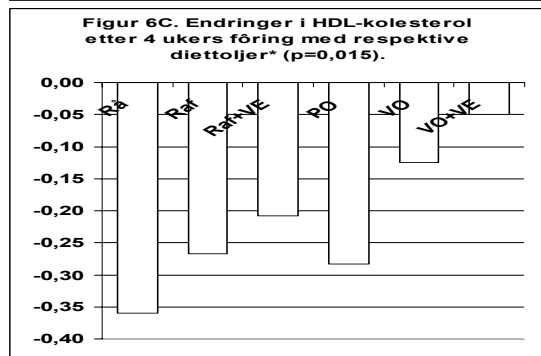 Figur 6C. Endringer i HDL-kolesterol
etter 4 ukers fôring med respektive
diettoljer* (p=0,015).
0,00
-0,05
-0,10
-0,15
-0,20
-0,25
-0,30
-0,35
-0,40
Rå
Raf
Raf+VE
PO
VO
VO+VE